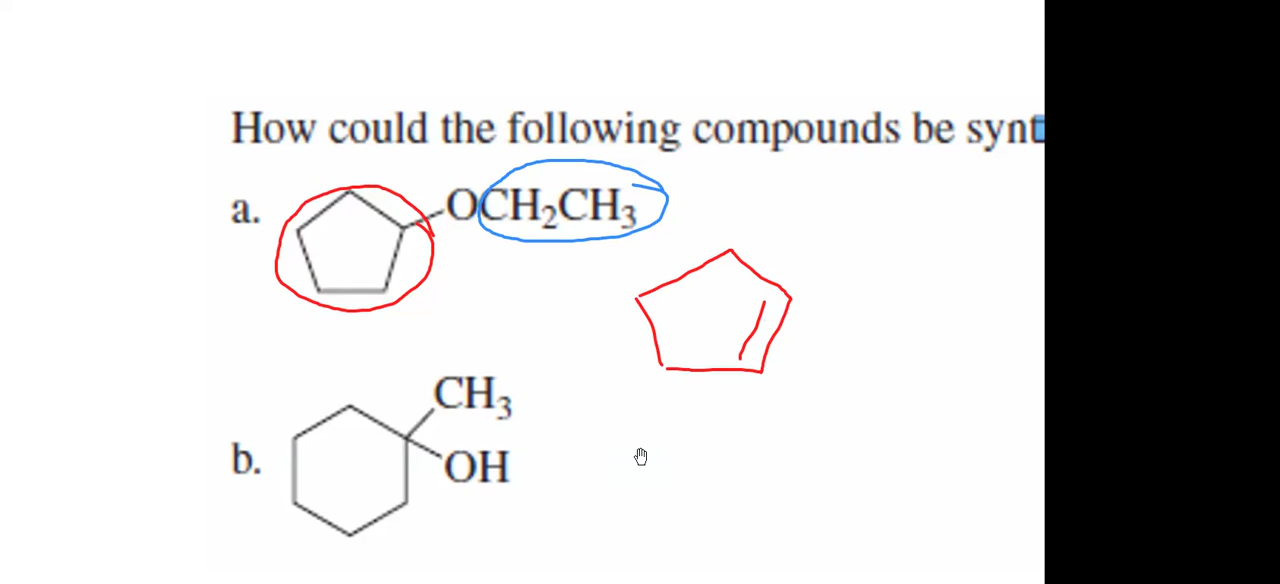 How could the following compounds be synt
a.
OCH₂CH₃
CH₃
b.
OH